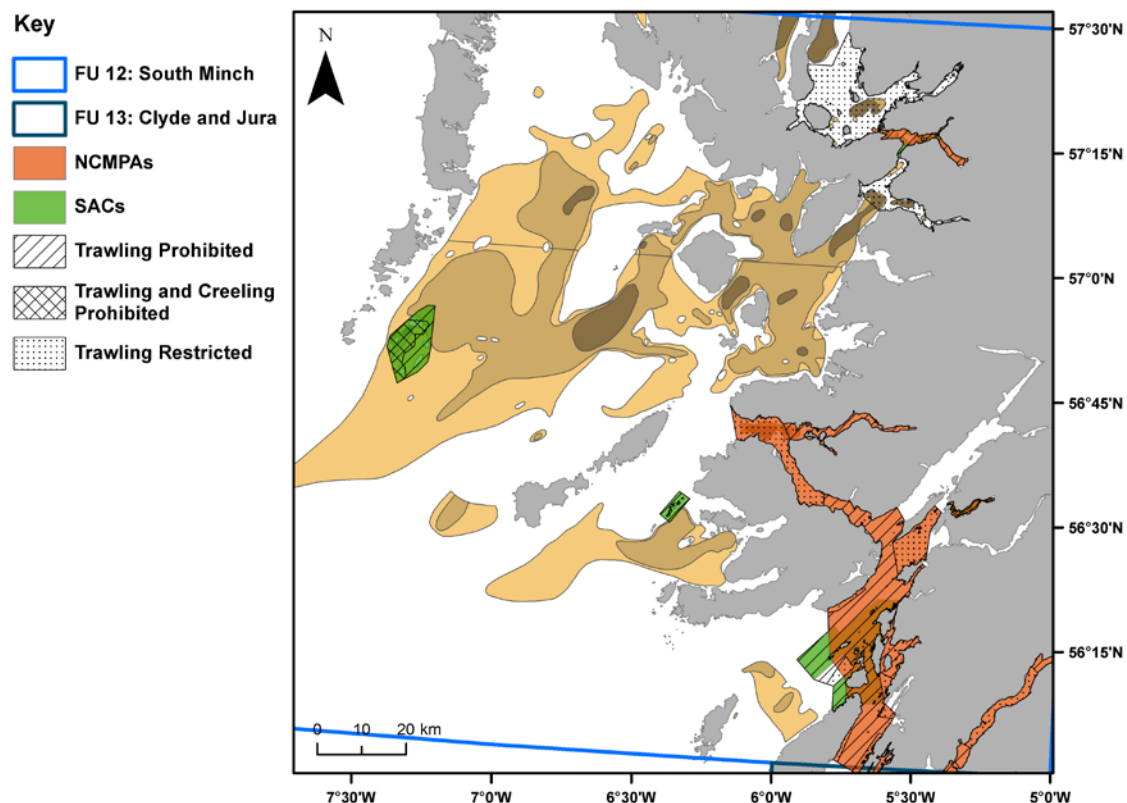 Key
FU 12: South Minch
FU 13: Clyde and Jura
NCMPAs
SACs
Trawling Prohibited
Trawling and Creeling
Prohibited
Trawling Restricted
N
57°30'N
57°15'N
57°0'N
56°45'N
56°30'N
56°15'N
0 10 20 km
7°30'W 7°0'W 6°30'W 6°0'W 5°30'W 5°0'W